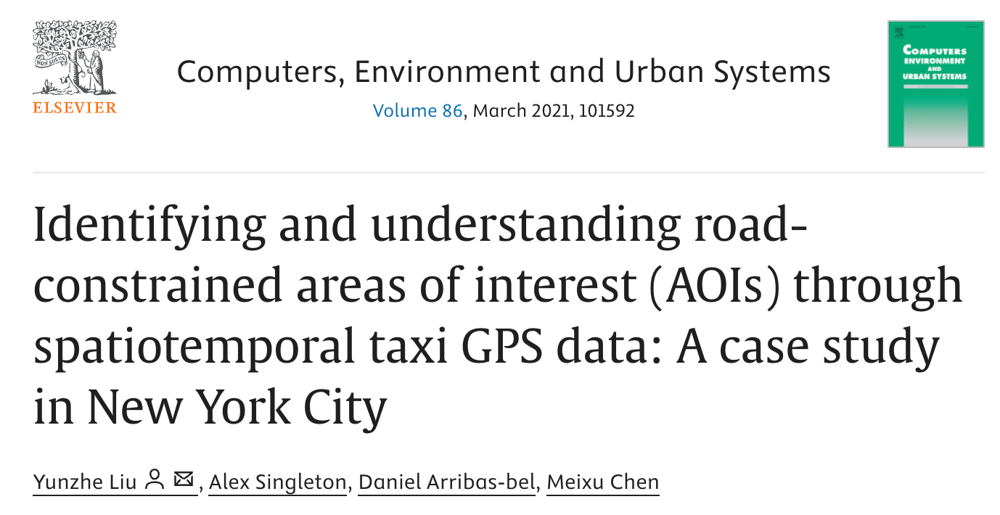 NON SOLUS
ELSEVIER
Computers, Environment and Urban Systems
Volume 86, March 2021, 101592
COMPUTERS
ENVIRONMENT
AND
URBAN SYSTEMS
Identifying and understanding road-
constrained areas of interest (AOIs) through
spatiotemporal taxi GPS data: A case study
in New York City
Yunzhe Liu, Alex Singleton, Daniel Arribas-bel, Meixu Chen